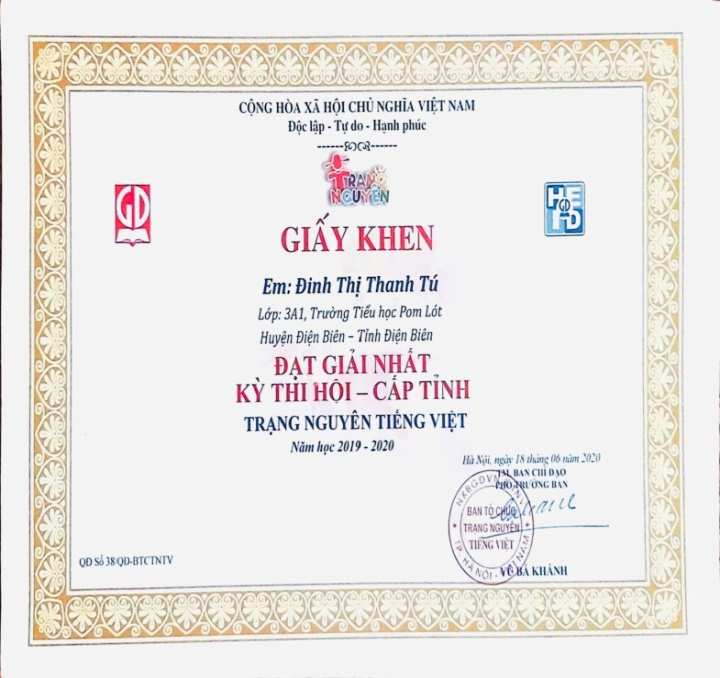 CỘNG HÒA XÃ HỘI CHỦ NGHĨA VIỆT NAM
Độc lập - Tự do - Hạnh phúc
TRẠNG NGUYÊN
GD
HE GD ID
GIẤY KHEN
Em: Đinh Thị Thanh Tú
Lớp: 3A1, Trường Tiểu học Pom Lót
Huyện Điện Biên – Tỉnh Điện Biên
ĐẠT GIẢI NHẤT
KỲ THI HỘI – CẤP TỈNH
TRẠNG NGUYÊN TIẾNG VIỆT
Năm học 2019 - 2020
Hà Nội, ngày 18 tháng 06 năm 2020
TM. BAN CHỈ ĐẠO
PHÓ TRƯỞNG BAN
BAN TỔ CHỨC
TRẠNG NGUYÊN
TIẾNG VIỆT
VŨ BÁ KHÁNH
QĐ Số 38/QĐ-BTCTNTV